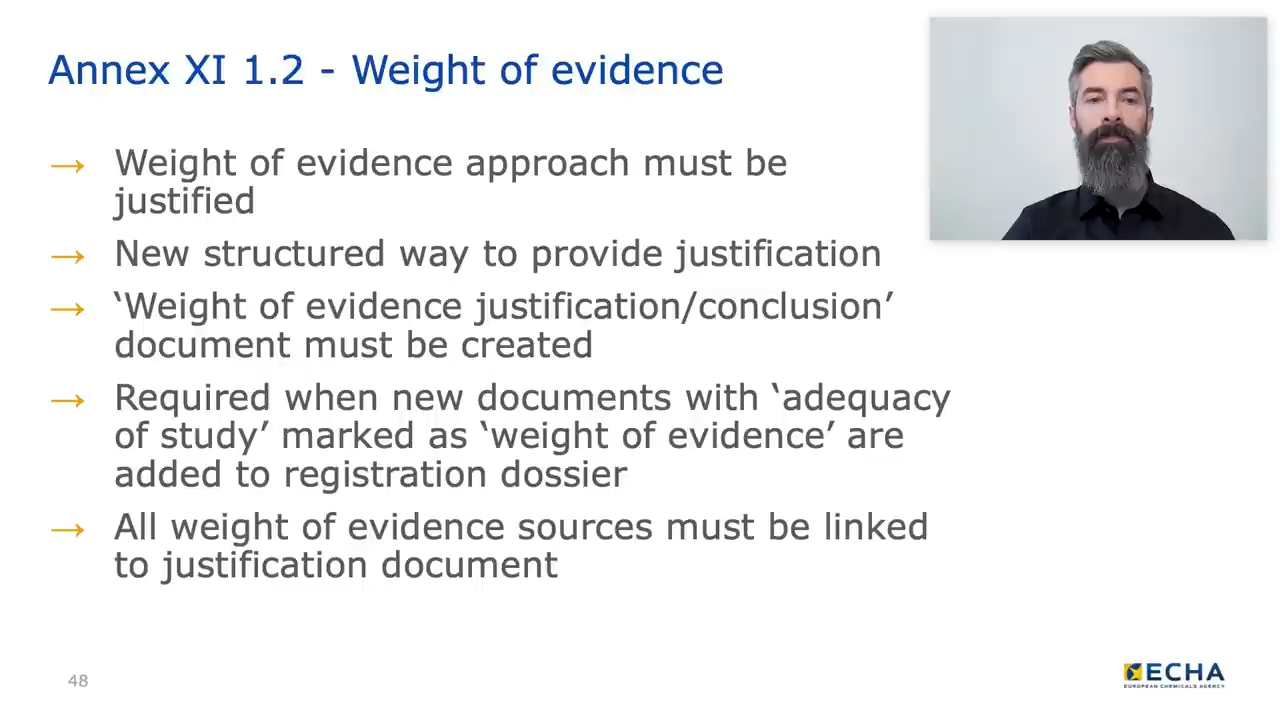 Annex XI 1.2 - Weight of evidence
→ Weight of evidence approach must be
justified
→ New structured way to provide justification
→ ‘Weight of evidence justification/conclusion’
document must be created
→ Required when new documents with ‘adequacy
of study’ marked as ‘weight of evidence’ are
added to registration dossier
→ All weight of evidence sources must be linked
to justification document
48
ECHA
EUROPEAN CHEMICALS AGENCY